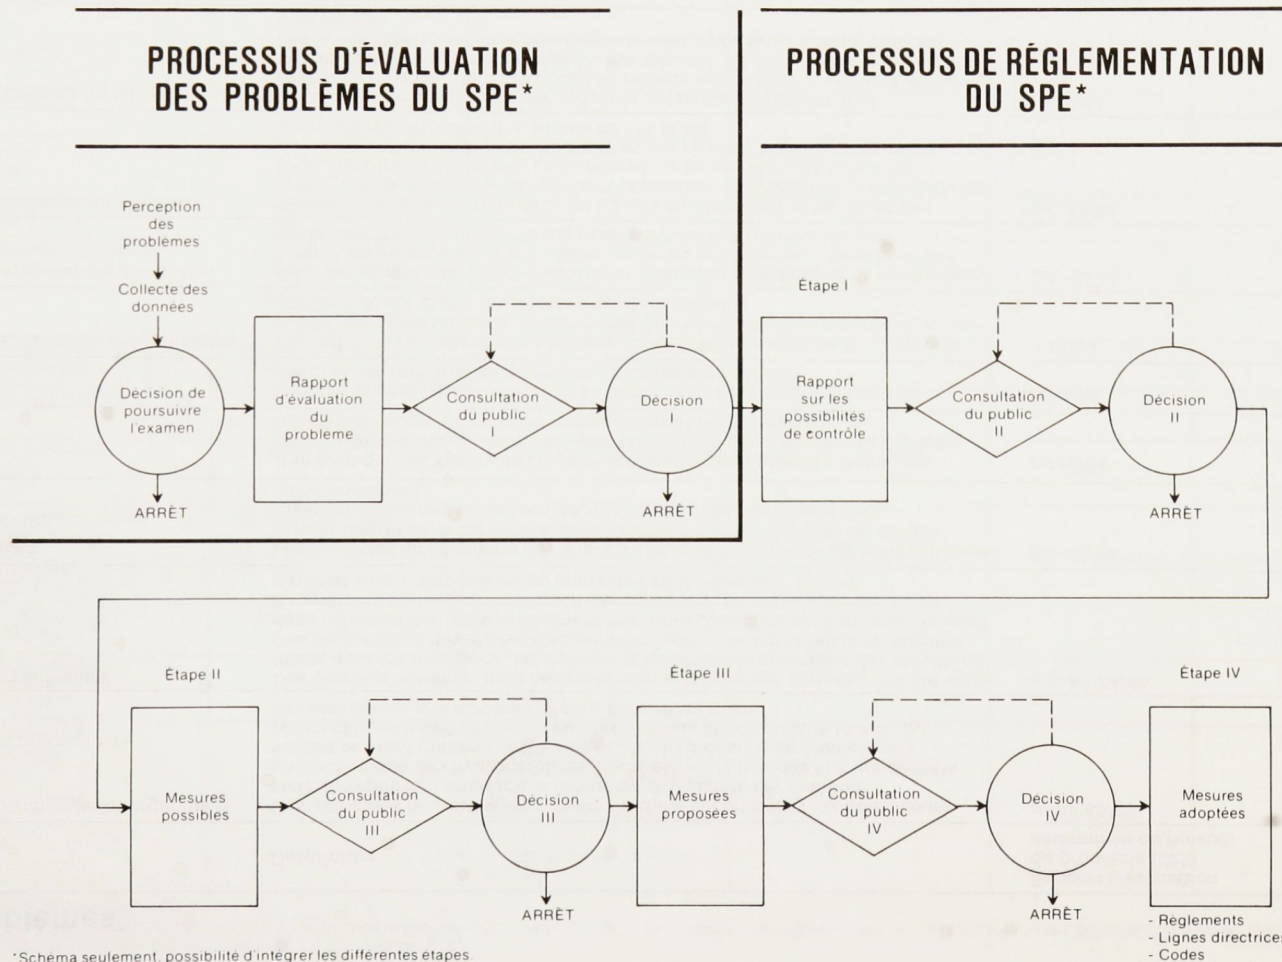 PROCESSUS D'ÉVALUATION
DES PROBLÈMES DU SPE*
PROCESSUS DE RÉGLEMENTATION
DU SPE*
Perception
des
problèmes
Collecte des
données
Décision de
poursuivre
l'examen
ARRÊT
Rapport
d'évaluation
du
problème
Consultation
du public
I
Décision
I
ARRÊT
Étape I
Rapport
sur les
possibilités
de contrôle
Consultation
du public
II
Décision
II
ARRÊT
Étape II
Mesures
possibles
Consultation
du public
III
Décision
III
ARRÊT
Étape III
Mesures
proposées
Consultation
du public
IV
Décision
IV
ARRÊT
Étape IV
Mesures
adoptées
- Règlements
- Lignes directrices
- Codes
*Schéma seulement, possibilité d'intégrer les différentes étapes.